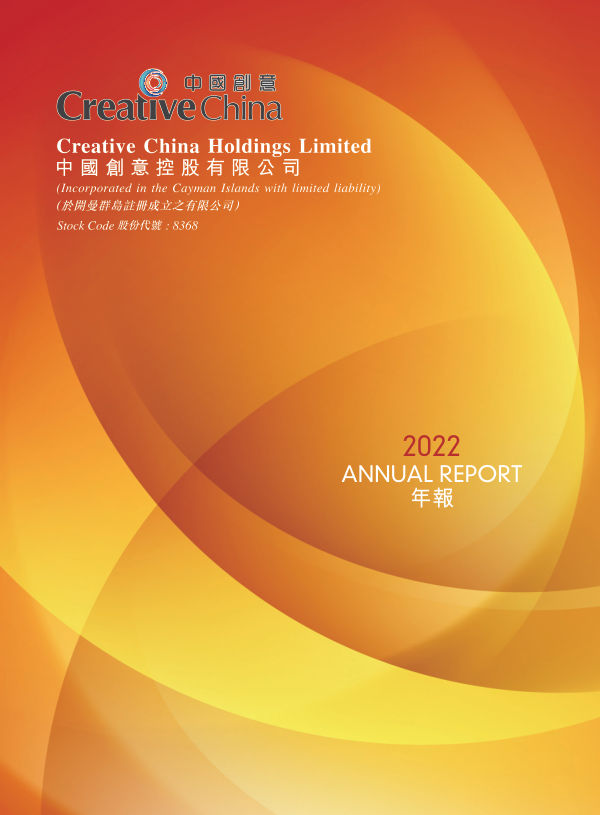 中國創意
Creative China
Creative China Holdings Limited
中國創意控股有限公司
(Incorporated in the Cayman Islands with limited liability)
(於開曼群島註冊成立之有限公司)
Stock Code 股份代號：8368
2022
ANNUAL REPORT
年報